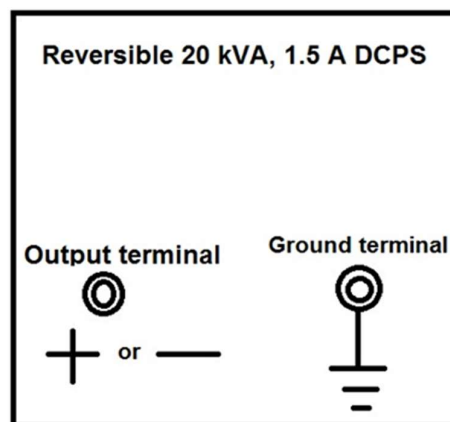 Reversible 20 kVA, 1.5 A DCPS
Output terminal
Ground terminal
+ or -